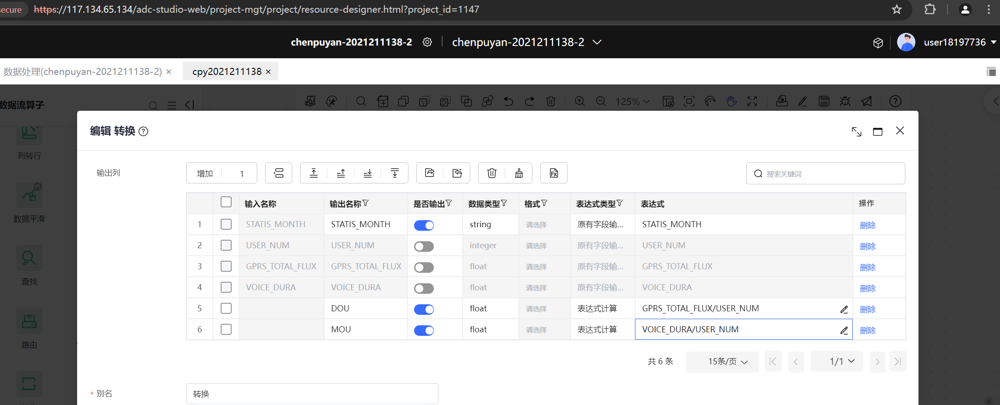 ecure https://117.134.65.134/adc-studio-web/project-mgt/project/resource-designer.html?project_id=1147
chenpuyan-2021211138-2 chenpuyan-2021211138-2 user18197736
数据处理(chenpuyan-2021211138-2) × cpy2021211138 ×
数据流算子 125%
编辑 转换
列转行
输出列 增加 1 搜索关键词
输入名称 输出名称 是否输出 数据类型 格式 表达式类型 表达式 操作
1 STATIS_MONTH STATIS_MONTH string 请选择 原有字段输... STATIS_MONTH 删除
数据平滑
2 USER_NUM USER_NUM integer 请选择 原有字段输... USER_NUM 删除
3 GPRS_TOTAL_FLUX GPRS_TOTAL_FLUX float 请选择 原有字段输... GPRS_TOTAL_FLUX 删除
查找
4 VOICE_DURA VOICE_DURA float 请选择 原有字段输... VOICE_DURA 删除
5 DOU float 请选择 表达式计算 GPRS_TOTAL_FLUX/USER_NUM 删除
6 MOU float 请选择 表达式计算 VOICE_DURA/USER_NUM 删除
路由
共 6 条 15条/页 1/1
* 别名 转换